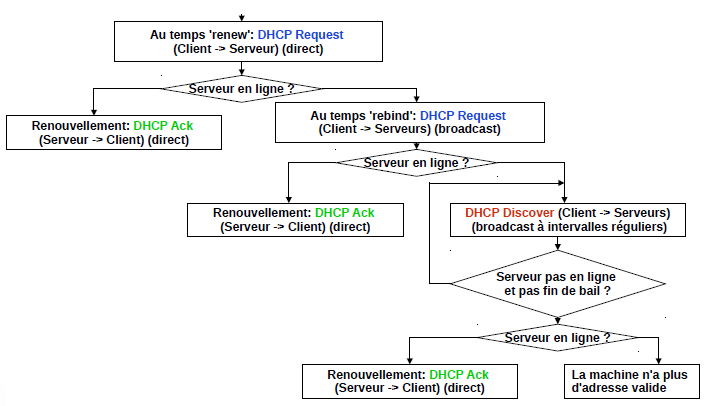 Au temps 'renew': DHCP Request
(Client -> Serveur) (direct)
Serveur en ligne ?
Renouvellement: DHCP Ack
(Serveur -> Client) (direct)
Au temps 'rebind': DHCP Request
(Client -> Serveurs) (broadcast)
Serveur en ligne ?
Renouvellement: DHCP Ack
(Serveur -> Client) (direct)
DHCP Discover (Client -> Serveurs)
(broadcast à intervalles réguliers)
Serveur pas en ligne
et pas fin de bail ?
Serveur en ligne ?
Renouvellement: DHCP Ack
(Serveur -> Client) (direct)
La machine n'a plus
d'adresse valide